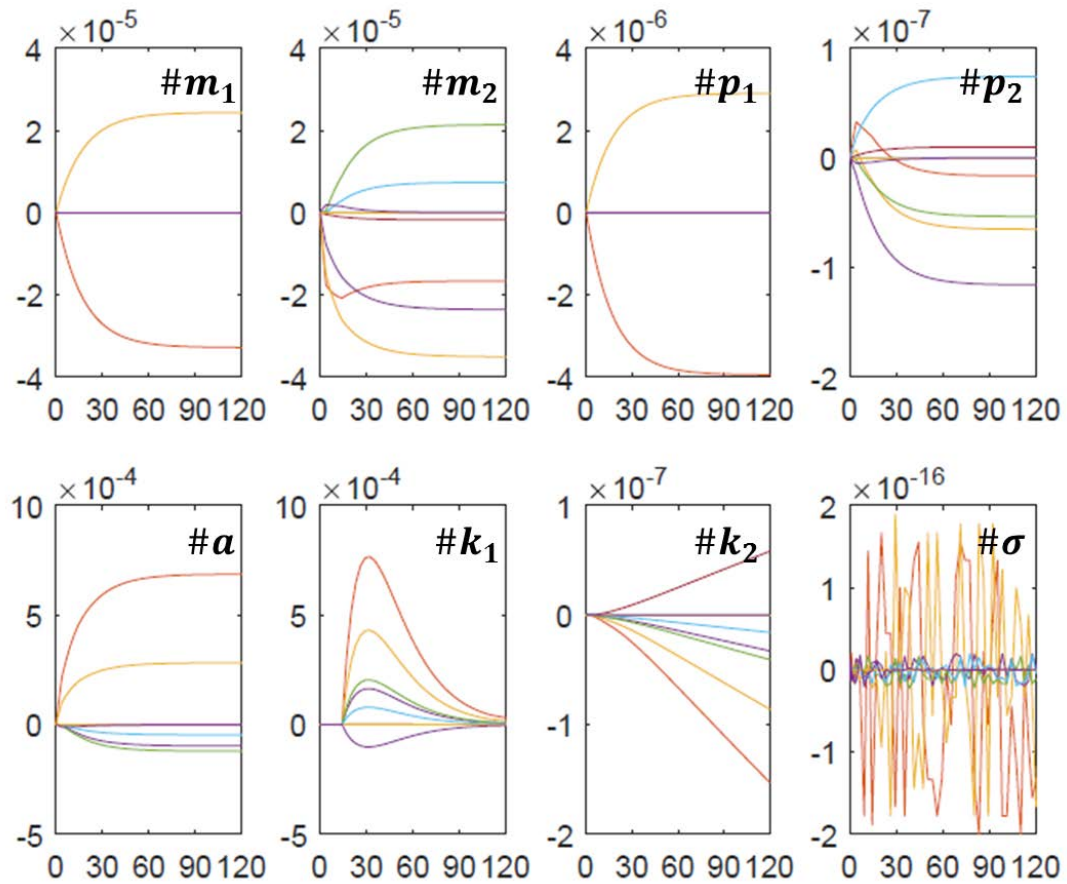 × 10⁻⁵ × 10⁻⁵ × 10⁻⁶ × 10⁻⁷
4 4 4 1
#m₁ #m₂ #p₁ #p₂
2 2 2 0
0 0 0
-2 -2 -2 -1
-4 -4 -4 -2
0 30 60 90 120 0 30 60 90 120 0 30 60 90 120 0 30 60 90 120
× 10⁻⁴ × 10⁻⁴ × 10⁻⁷ × 10⁻¹⁶
10 10 1 2
#a #k₁ #k₂ #σ
5 5 0 1
0 0 -1 0
-1
-5 -5 -2 -2
0 30 60 90 120 0 30 60 90 120 0 30 60 90 120 0 30 60 90 120